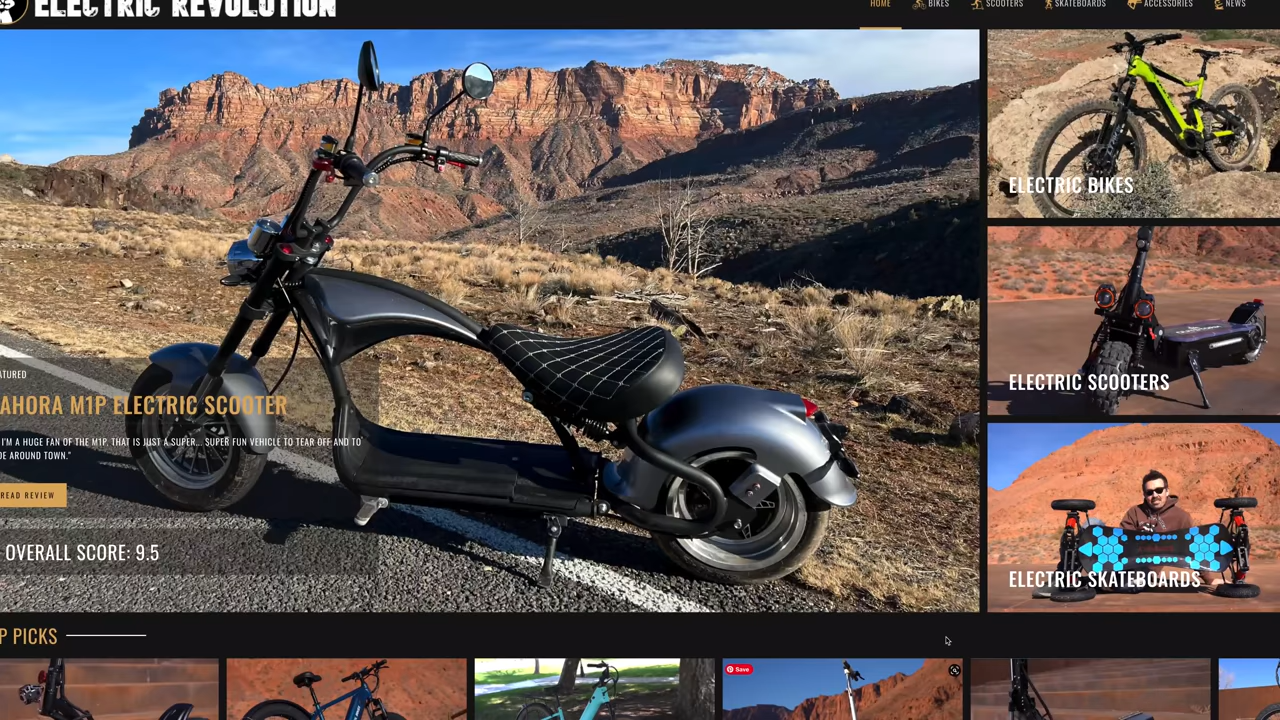 ELECTRIC REVOLUTION
HOME BIKES SCOOTERS SKATEBOARDS ACCESSORIES NEWS
ATURED
AHORA M1P ELECTRIC SCOOTER
I'M A HUGE FAN OF THE M1P. THAT IS JUST A SUPER... SUPER FUN VEHICLE TO TEAR OFF AND TO
DE AROUND TOWN."
READ REVIEW
OVERALL SCORE: 9.5
ELECTRIC BIKES
ELECTRIC SCOOTERS
ELECTRIC SKATEBOARDS
P PICKS
Save